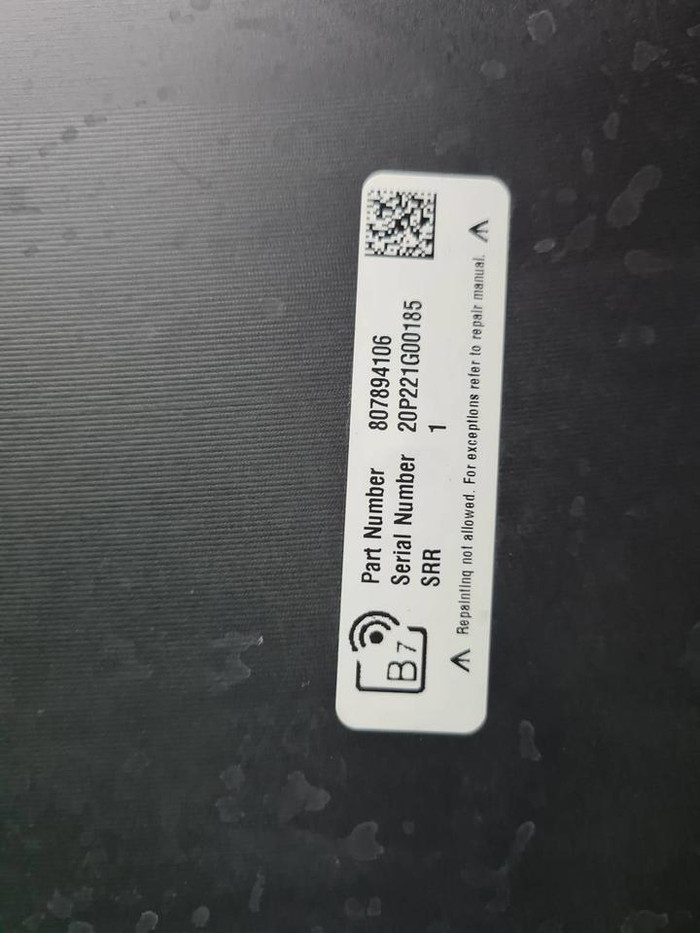 B7
Part Number 807894106
Serial Number 20P221G00185
SRR 1
Repainting not allowed. For exceptions refer to repair manual.